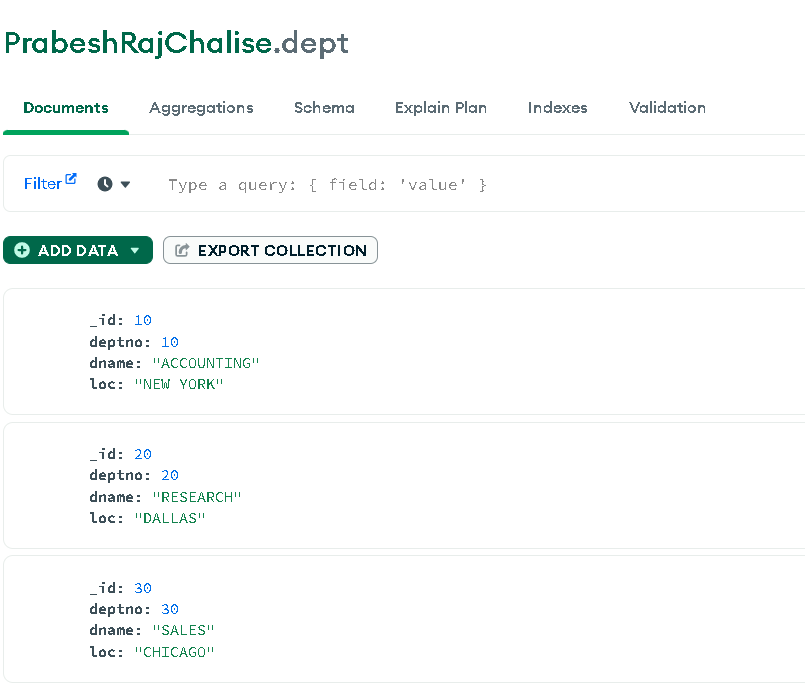 PrabeshRajChalise.dept
Documents Aggregations Schema Explain Plan Indexes Validation
Filter Type a query: { field: 'value' }
ADD DATA EXPORT COLLECTION
_id: 10
deptno: 10
dname: "ACCOUNTING"
loc: "NEW YORK"
_id: 20
deptno: 20
dname: "RESEARCH"
loc: "DALLAS"
_id: 30
deptno: 30
dname: "SALES"
loc: "CHICAGO"